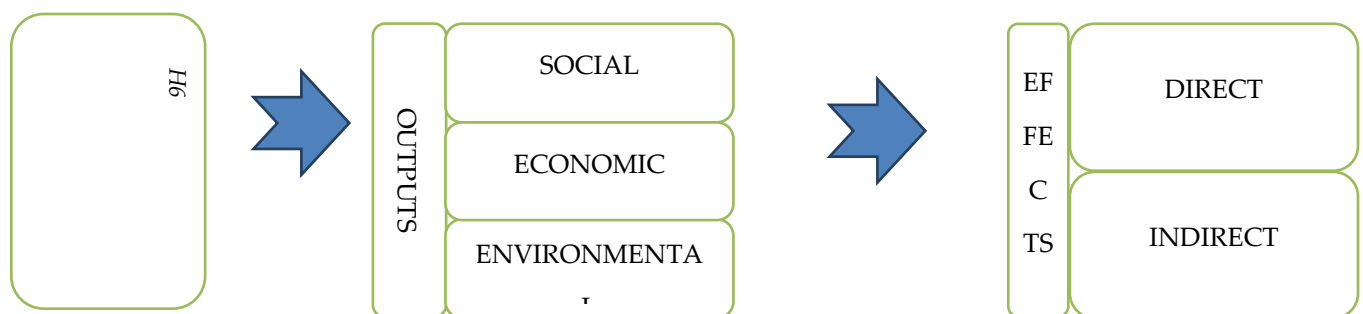 H6
OUTPUTS
SOCIAL
ECONOMIC
ENVIRONMENTA
EF
FE
C
TS
DIRECT
INDIRECT